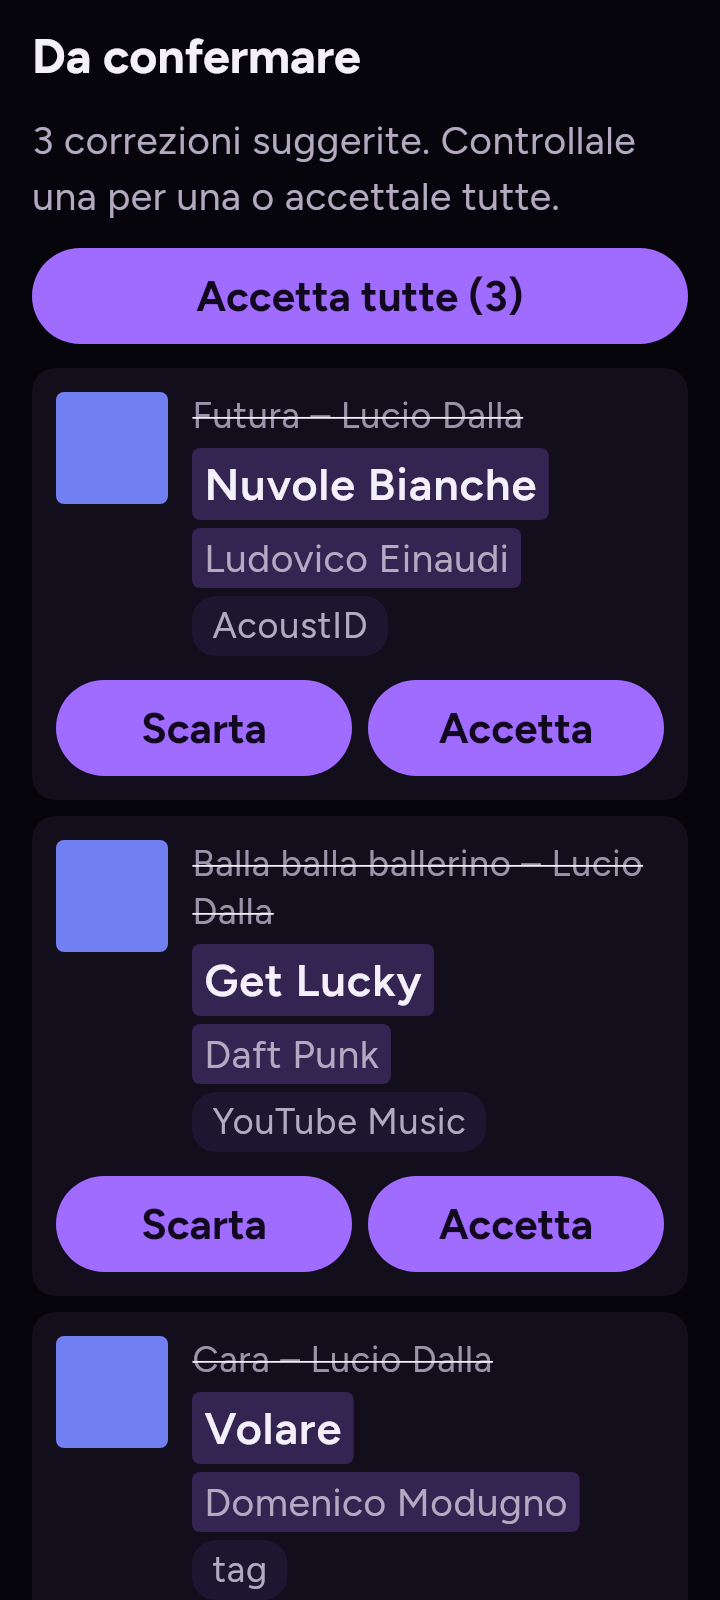 Da confermare
3 correzioni suggerite. Controllale
una per una o accettale tutte.
Accetta tutte (3)
Futura – Lucio Dalla
Nuvole Bianche
Ludovico Einaudi
AcoustID
Scarta
Accetta
Balla balla ballerino – Lucio
Dalla
Get Lucky
Daft Punk
YouTube Music
Scarta
Accetta
Cara – Lucio Dalla
Volare
Domenico Modugno
tag